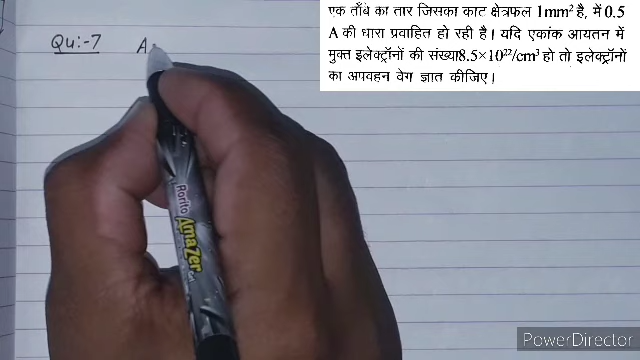 एक ताँबे का तार जिसका काट क्षेत्रफल 1mm² है, में 0.5
A की धारा प्रवाहित हो रही है। यदि एकांक आयतन में
मुक्त इलेक्ट्रॉनों की संख्या8.5×10²²/cm³ हो तो इलेक्ट्रॉनों
का अपवहन वेग ज्ञात कीजिए।
Qu:-7 A
Rorito AmaZer Gel
PowerDirector